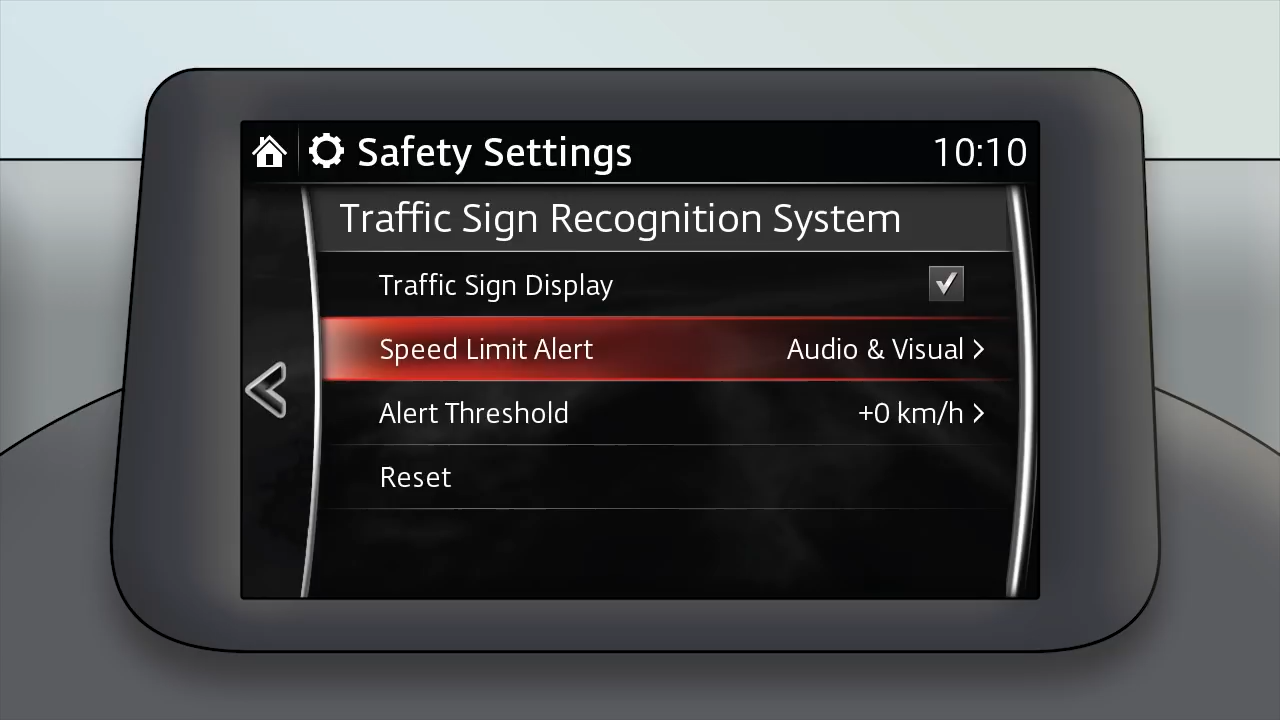 Safety Settings 10:10
Traffic Sign Recognition System
Traffic Sign Display
Speed Limit Alert Audio & Visual
Alert Threshold +0 km/h
Reset